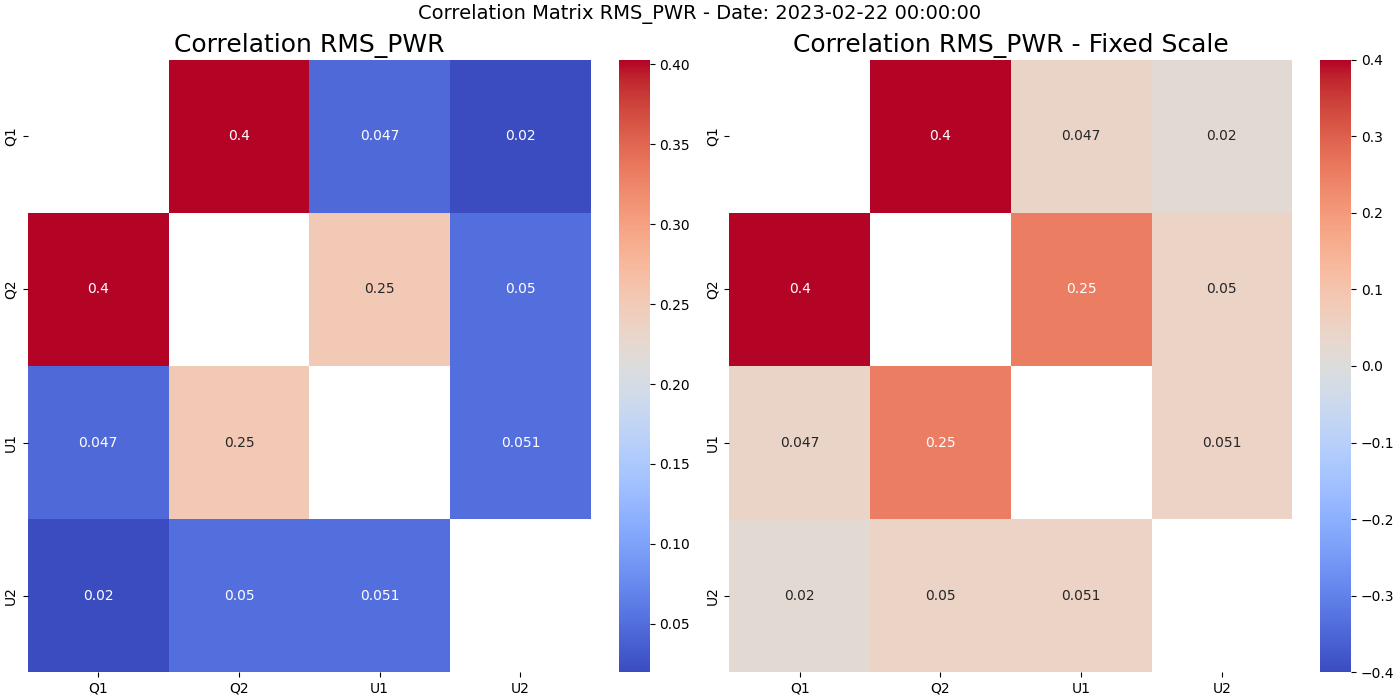 Correlation Matrix RMS_PWR - Date: 2023-02-22 00:00:00
Correlation RMS_PWR
Q1 0.4 0.047 0.02
Q2 0.4 0.25 0.05
U1 0.047 0.25 0.051
U2 0.02 0.05 0.051
Q1 Q2 U1 U2
0.40
0.35
0.30
0.25
0.20
0.15
0.10
0.05
Correlation RMS_PWR - Fixed Scale
Q1 0.4 0.047 0.02
Q2 0.4 0.25 0.05
U1 0.047 0.25 0.051
U2 0.02 0.05 0.051
Q1 Q2 U1 U2
0.4
0.3
0.2
0.1
0.0
−0.1
−0.2
−0.3
−0.4